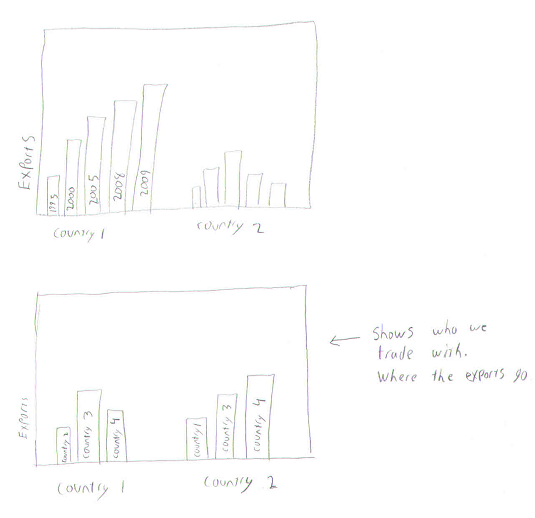 Exports
1995
2000
2005
2008
2009
Country 1
Country 2
Exports
Country 2
Country 3
Country 4
Country 1
Country 3
Country 4
Country 1
Country 2
Shows who we
trade with.
Where the exports go